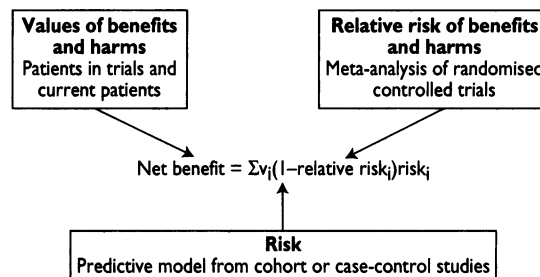 Values of benefits
and harms
Patients in trials and
current patients
Relative risk of benefits
and harms
Meta-analysis of randomised
controlled trials
Net benefit = Σvᵢ(1–relative riskᵢ)riskᵢ
Risk
Predictive model from cohort or case-control studies